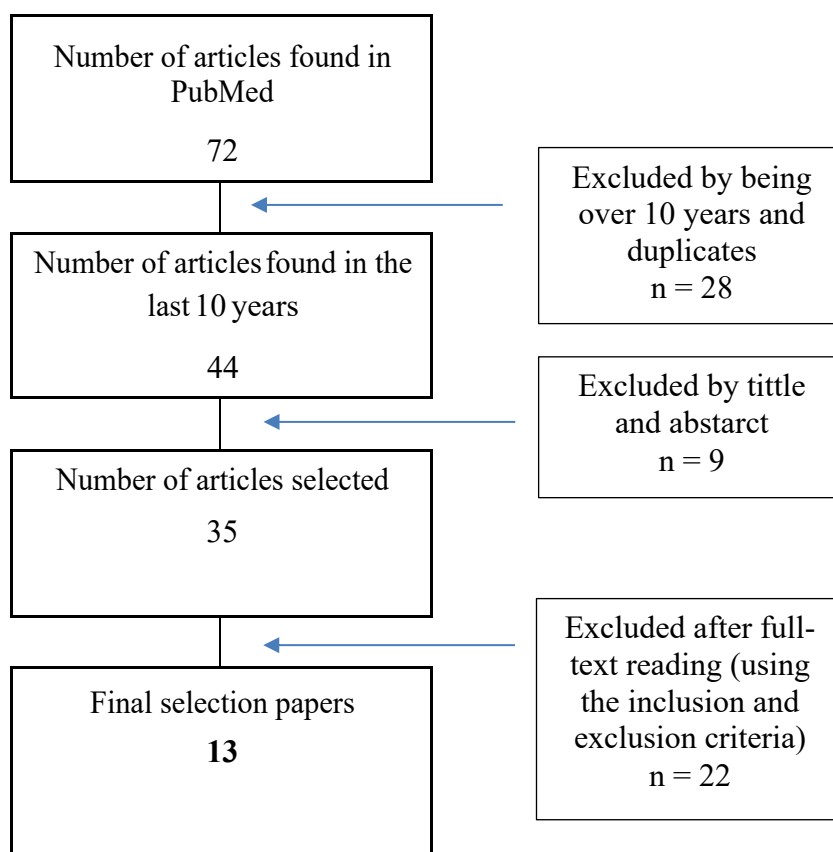 Number of articles found in
PubMed
72
Excluded by being
over 10 years and
duplicates
n = 28
Number of articles found in the
last 10 years
44
Excluded by tittle
and abstarct
n = 9
Number of articles selected
35
Excluded after full-
text reading (using
the inclusion and
exclusion criteria)
n = 22
Final selection papers
13